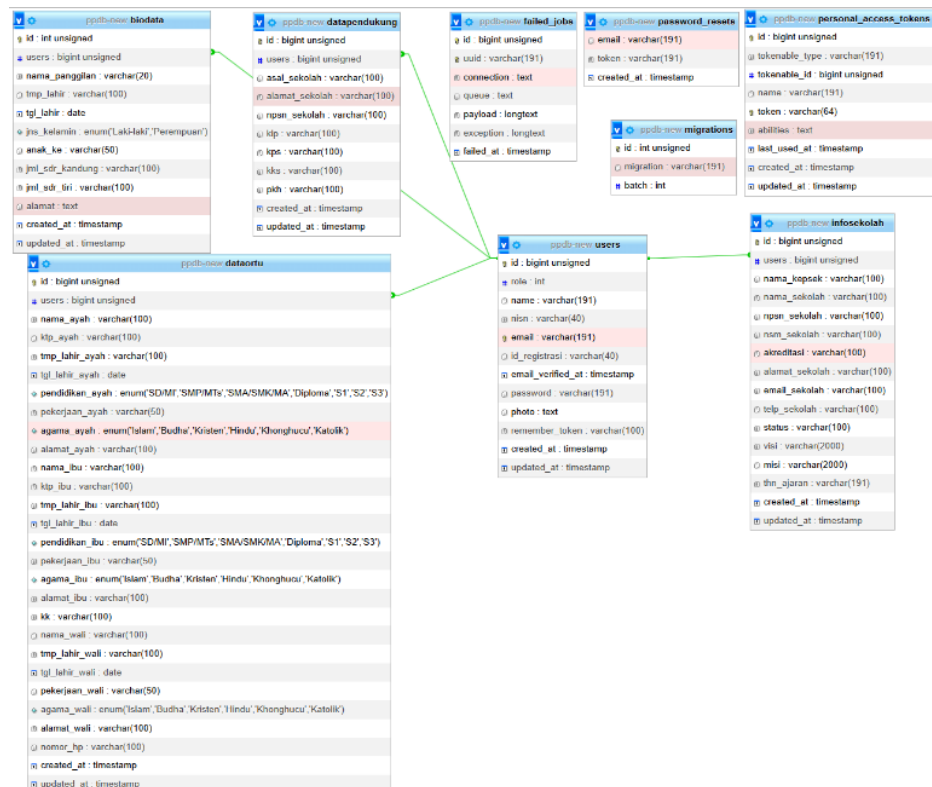 ppdb-new biodata
id : int unsigned
users : bigint unsigned
nama_panggilan : varchar(20)
tmp_lahir : varchar(100)
tgl_lahir : date
jns_kelamin : enum('Laki-laki','Perempuan')
anak_ke : varchar(50)
jml_sdr_kandung : varchar(100)
jml_sdr_tiri : varchar(100)
alamat : text
created_at : timestamp
updated_at : timestamp
ppdb-new datapendukung
id : bigint unsigned
users : bigint unsigned
asal_sekolah : varchar(100)
alamat_sekolah : varchar(100)
npsn_sekolah : varchar(100)
kip : varchar(100)
kps : varchar(100)
kks : varchar(100)
pkh : varchar(100)
created_at : timestamp
updated_at : timestamp
ppdb-new failed_jobs
id : bigint unsigned
uuid : varchar(191)
connection : text
queue : text
payload : longtext
exception : longtext
failed_at : timestamp
ppdb-new password_resets
email : varchar(191)
token : varchar(191)
created_at : timestamp
ppdb-new personal_access_tokens
id : bigint unsigned
tokenable_type : varchar(191)
tokenable_id : bigint unsigned
name : varchar(191)
token : varchar(64)
abilities : text
last_used_at : timestamp
created_at : timestamp
updated_at : timestamp
ppdb-new migrations
id : int unsigned
migration : varchar(191)
batch : int
ppdb-new dataortu
id : bigint unsigned
users : bigint unsigned
nama_ayah : varchar(100)
ktp_ayah : varchar(100)
tmp_lahir_ayah : varchar(100)
tgl_lahir_ayah : date
pendidikan_ayah : enum('SD/MI','SMP/MTs','SMA/SMK/MA','Diploma','S1','S2','S3')
pekerjaan_ayah : varchar(50)
agama_ayah : enum('Islam','Budha','Kristen','Hindu','Khonghucu','Katolik')
alamat_ayah : varchar(100)
nama_ibu : varchar(100)
ktp_ibu : varchar(100)
tmp_lahir_ibu : varchar(100)
tgl_lahir_ibu : date
pendidikan_ibu : enum('SD/MI','SMP/MTs','SMA/SMK/MA','Diploma','S1','S2','S3')
pekerjaan_ibu : varchar(50)
agama_ibu : enum('Islam','Budha','Kristen','Hindu','Khonghucu','Katolik')
alamat_ibu : varchar(100)
kk : varchar(100)
nama_wali : varchar(100)
tmp_lahir_wali : varchar(100)
tgl_lahir_wali : date
pekerjaan_wali : varchar(50)
agama_wali : enum('Islam','Budha','Kristen','Hindu','Khonghucu','Katolik')
alamat_wali : varchar(100)
nomor_hp : varchar(100)
created_at : timestamp
updated_at : timestamp
ppdb-new users
id : bigint unsigned
role : int
name : varchar(191)
nisn : varchar(40)
email : varchar(191)
id_registrasi : varchar(40)
email_verified_at : timestamp
password : varchar(191)
photo : text
remember_token : varchar(100)
created_at : timestamp
updated_at : timestamp
ppdb-new infosekolah
id : bigint unsigned
users : bigint unsigned
nama_kepsek : varchar(100)
nama_sekolah : varchar(100)
npsn_sekolah : varchar(100)
nsm_sekolah : varchar(100)
akreditasi : varchar(100)
alamat_sekolah : varchar(100)
email_sekolah : varchar(100)
telp_sekolah : varchar(100)
status : varchar(100)
visi : varchar(2000)
misi : varchar(2000)
thn_ajaran : varchar(191)
created_at : timestamp
updated_at : timestamp